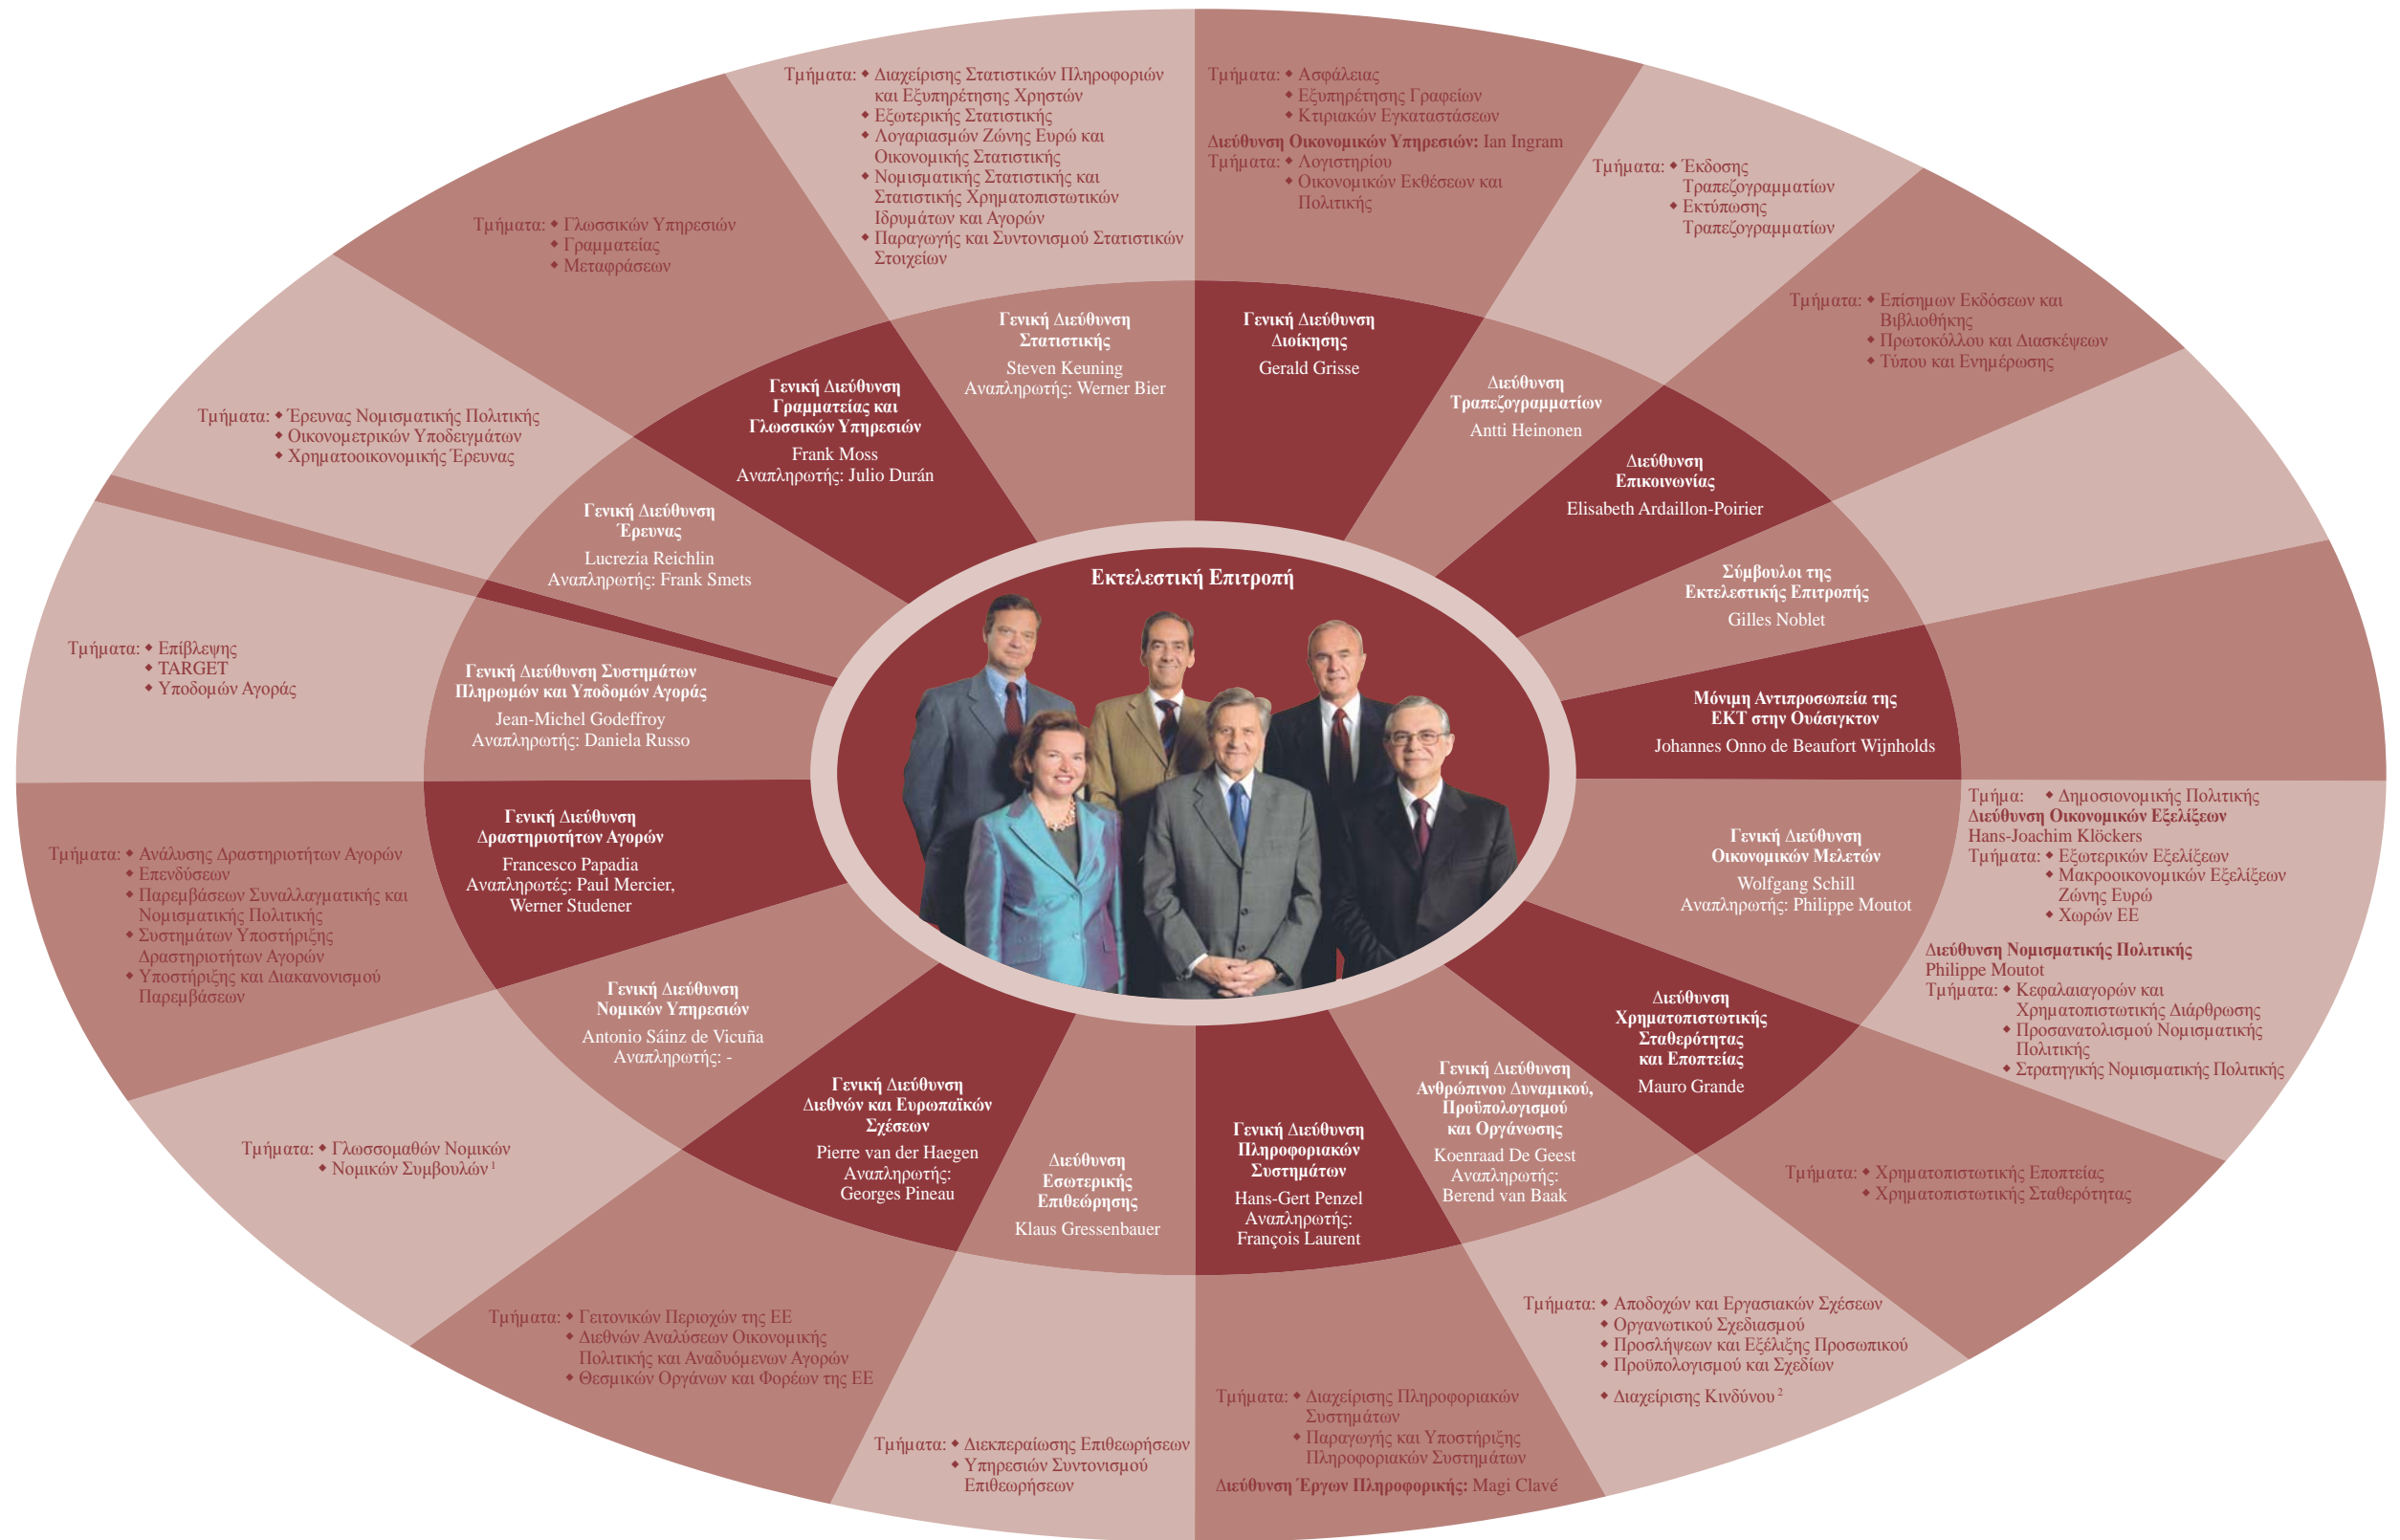 Εκτελεστική Επιτροπή
Γενική Διεύθυνση
Διοίκησης
Gerald Grisse
Τμήματα: ◆ Ασφάλειας
◆ Εξυπηρέτησης Γραφείων
◆ Κτιριακών Εγκαταστάσεων
Διεύθυνση Οικονομικών Υπηρεσιών: Ian Ingram
Τμήματα: ◆ Λογιστηρίου
◆ Οικονομικών Εκθέσεων και
Πολιτικής
Διεύθυνση
Τραπεζογραμματίων
Antti Heinonen
Τμήματα: ◆ Έκδοσης
Τραπεζογραμματίων
◆ Εκτύπωσης
Τραπεζογραμματίων
Διεύθυνση
Επικοινωνίας
Elisabeth Ardaillon-Poirier
Τμήματα: ◆ Επίσημων Εκδόσεων και
Βιβλιοθήκης
◆ Πρωτοκόλλου και Διασκέψεων
◆ Τύπου και Ενημέρωσης
Σύμβουλοι της
Εκτελεστικής Επιτροπής
Gilles Noblet
Μόνιμη Αντιπροσωπεία της
ΕΚΤ στην Ουάσιγκτον
Johannes Onno de Beaufort Wijnholds
Γενική Διεύθυνση
Οικονομικών Μελετών
Wolfgang Schill
Αναπληρωτής: Philippe Moutot
Τμήμα: ◆ Δημοσιονομικής Πολιτικής
Διεύθυνση Οικονομικών Εξελίξεων
Hans-Joachim Klöckers
Τμήματα: ◆ Εξωτερικών Εξελίξεων
◆ Μακροοικονομικών Εξελίξεων
Ζώνης Ευρώ
◆ Χωρών ΕΕ
Διεύθυνση Νομισματικής Πολιτικής
Philippe Moutot
Τμήματα: ◆ Κεφαλαιαγορών και
Χρηματοπιστωτικής Διάρθρωσης
◆ Προσανατολισμού Νομισματικής
Πολιτικής
◆ Στρατηγικής Νομισματικής Πολιτικής
Διεύθυνση
Χρηματοπιστωτικής
Σταθερότητας
και Εποπτείας
Mauro Grande
Τμήματα: ◆ Χρηματοπιστωτικής Εποπτείας
◆ Χρηματοπιστωτικής Σταθερότητας
Γενική Διεύθυνση
Ανθρώπινου Δυναμικού,
Προϋπολογισμού
και Οργάνωσης
Koenraad De Geest
Αναπληρωτής:
Berend van Baak
Τμήματα: ◆ Αποδοχών και Εργασιακών Σχέσεων
◆ Οργανωτικού Σχεδιασμού
◆ Προσλήψεων και Εξέλιξης Προσωπικού
◆ Προϋπολογισμού και Σχεδίων
◆ Διαχείρισης Κινδύνου 2
Γενική Διεύθυνση
Πληροφοριακών
Συστημάτων
Hans-Gert Penzel
Αναπληρωτής:
François Laurent
Τμήματα: ◆ Διαχείρισης Πληροφοριακών
Συστημάτων
◆ Παραγωγής και Υποστήριξης
Πληροφοριακών Συστημάτων
Διεύθυνση Έργων Πληροφορικής: Magi Clavé
Διεύθυνση
Εσωτερικής
Επιθεώρησης
Klaus Gressenbauer
Τμήματα: ◆ Διεκπεραίωσης Επιθεωρήσεων
◆ Υπηρεσιών Συντονισμού
Επιθεωρήσεων
Γενική Διεύθυνση
Διεθνών και Ευρωπαϊκών
Σχέσεων
Pierre van der Haegen
Αναπληρωτής:
Georges Pineau
Τμήματα: ◆ Γειτονικών Περιοχών της ΕΕ
◆ Διεθνών Αναλύσεων Οικονομικής
Πολιτικής και Αναδυόμενων Αγορών
◆ Θεσμικών Οργάνων και Φορέων της ΕΕ
Γενική Διεύθυνση
Νομικών Υπηρεσιών
Antonio Sáinz de Vicuña
Αναπληρωτής: -
Τμήματα: ◆ Γλωσσομαθών Νομικών
◆ Νομικών Συμβουλών 1
Γενική Διεύθυνση
Δραστηριοτήτων Αγορών
Francesco Papadia
Αναπληρωτές: Paul Mercier,
Werner Studener
Τμήματα: ◆ Ανάλυσης Δραστηριοτήτων Αγορών
◆ Επενδύσεων
◆ Παρεμβάσεων Συναλλαγματικής και
Νομισματικής Πολιτικής
◆ Συστημάτων Υποστήριξης
Δραστηριοτήτων Αγορών
◆ Υποστήριξης και Διακανονισμού
Παρεμβάσεων
Γενική Διεύθυνση Συστημάτων
Πληρωμών και Υποδομών Αγοράς
Jean-Michel Godeffroy
Αναπληρωτής: Daniela Russo
Τμήματα: ◆ Επίβλεψης
◆ TARGET
◆ Υποδομών Αγοράς
Γενική Διεύθυνση
Έρευνας
Lucrezia Reichlin
Αναπληρωτής: Frank Smets
Τμήματα: ◆ Έρευνας Νομισματικής Πολιτικής
◆ Οικονομετρικών Υποδειγμάτων
◆ Χρηματοοικονομικής Έρευνας
Γενική Διεύθυνση
Γραμματείας και
Γλωσσικών Υπηρεσιών
Frank Moss
Αναπληρωτής: Julio Durán
Τμήματα: ◆ Γλωσσικών Υπηρεσιών
◆ Γραμματείας
◆ Μεταφράσεων
Γενική Διεύθυνση
Στατιστικής
Steven Keuning
Αναπληρωτής: Werner Bier
Τμήματα: ◆ Διαχείρισης Στατιστικών Πληροφοριών
και Εξυπηρέτησης Χρηστών
◆ Εξωτερικής Στατιστικής
◆ Λογαριασμών Ζώνης Ευρώ και
Οικονομικής Στατιστικής
◆ Νομισματικής Στατιστικής και
Στατιστικής Χρηματοπιστωτικών
Ιδρυμάτων και Αγορών
◆ Παραγωγής και Συντονισμού Στατιστικών
Στοιχείων